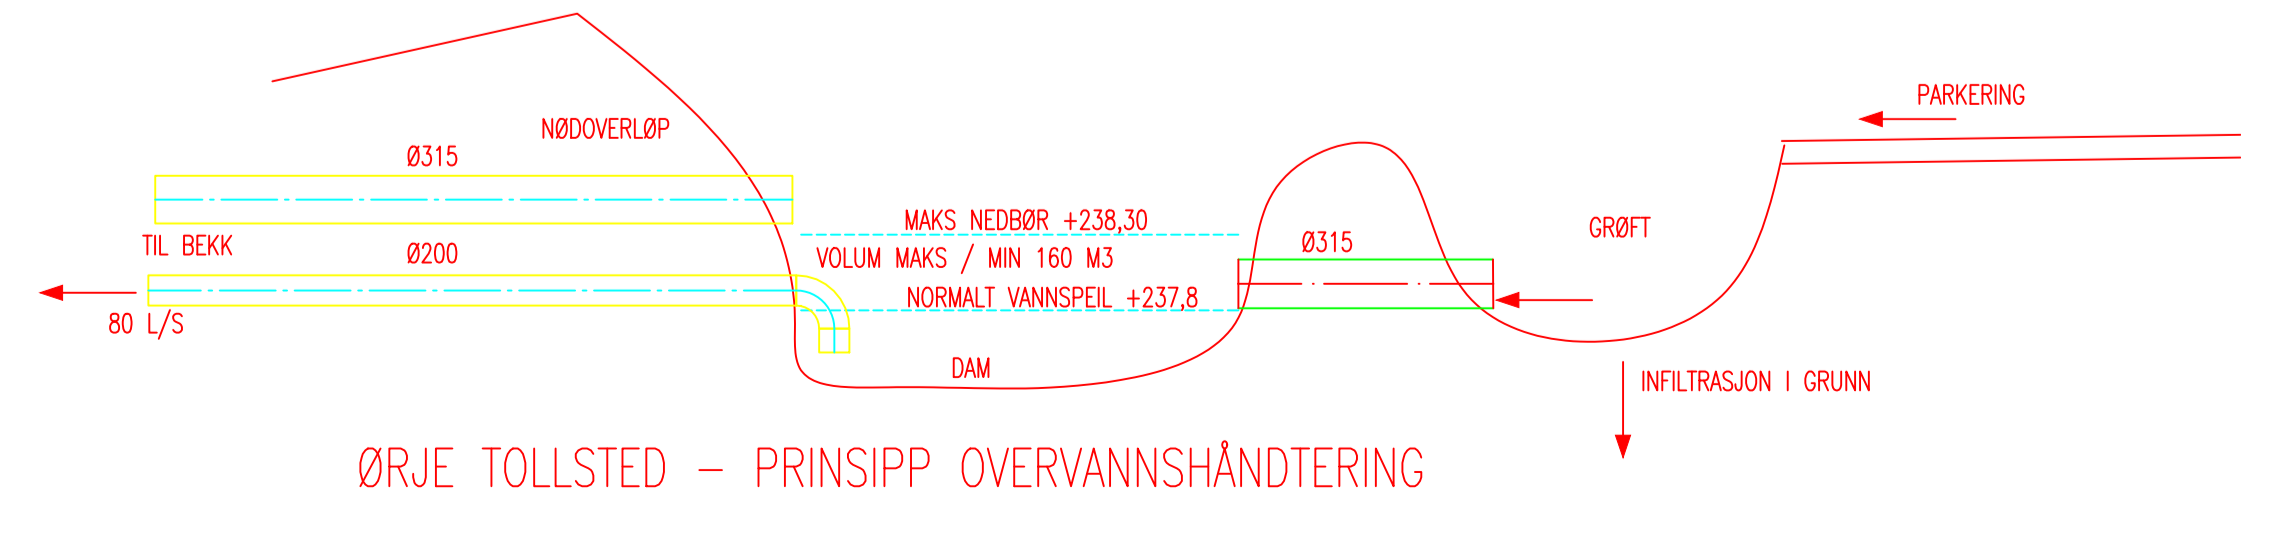 PARKERING
NØDOVERLØP
Ø315
MAKS NEDBØR +238,30
GRØFT
TIL BEKK
Ø200
VOLUM MAKS / MIN 160 M3
Ø315
NORMALT VANNSPEIL +237,8
80 L/S
DAM
INFILTRASJON I GRUNN
ØRJE TOLLSTED - PRINSIPP OVERVANNSHÅNDTERING